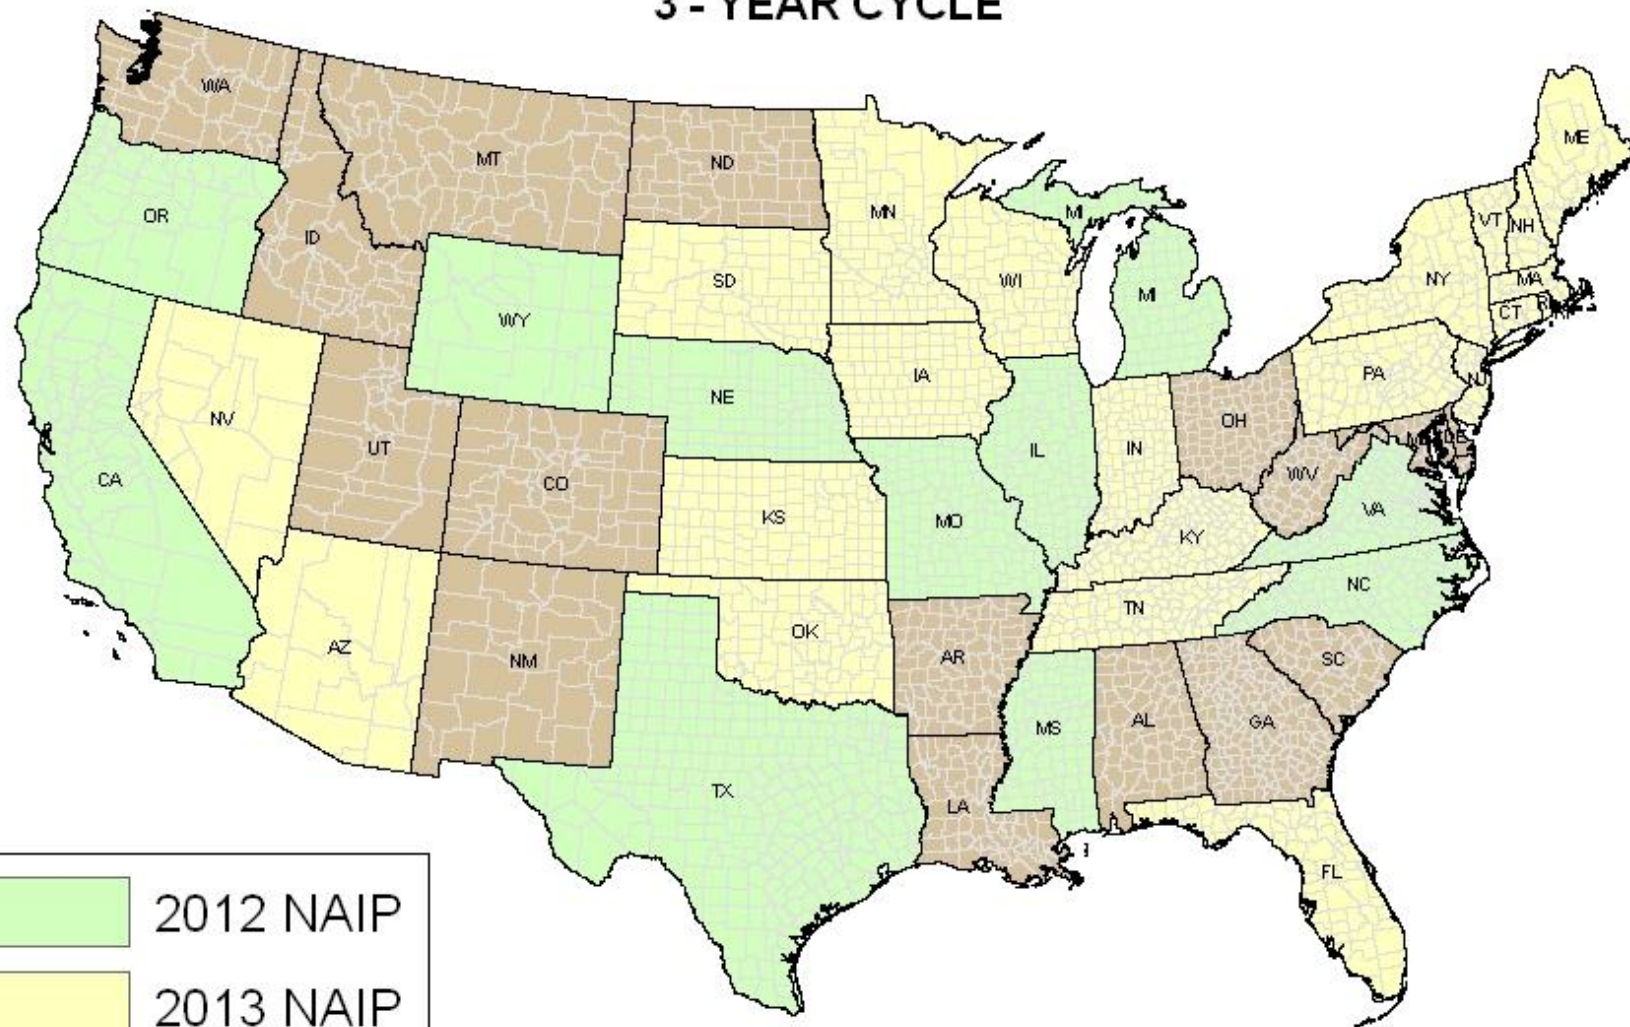 3 - YEAR CYCLE
WA
MT
ND
MN
ME
OR
ID
SD
WI
MI
VT
NH
NY
MA
WY
MI
CT
IA
PA
NJ
NE
NV
UT
CO
IL
IN
OH
DE
WV
CA
KS
MO
KY
VA
AZ
NM
OK
AR
TN
NC
SC
MS
AL
GA
TX
LA
FL
2012 NAIP
2013 NAIP